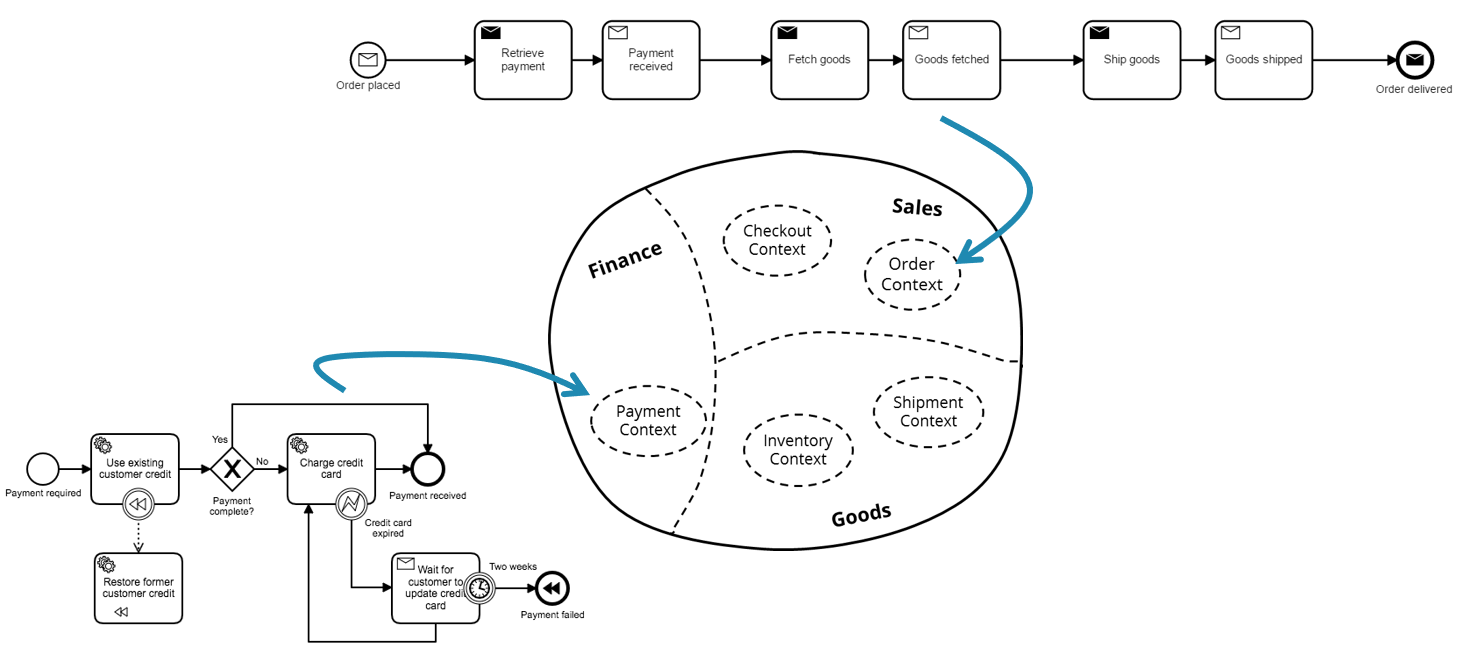 Retrieve
payment
Payment
received
Fetch goods
Goods fetched
Ship goods
Goods shipped
Order placed
Order delivered
Sales
Checkout
Context
Finance
Order
Context
Payment
Context
Shipment
Context
Inventory
Context
Goods
Yes
Use existing
customer credit
No
Charge credit
card
Payment required
Payment
complete?
Payment received
Credit card
expired
Restore former
customer credit
Wait for
customer to
update credit
card
Two weeks
Payment failed